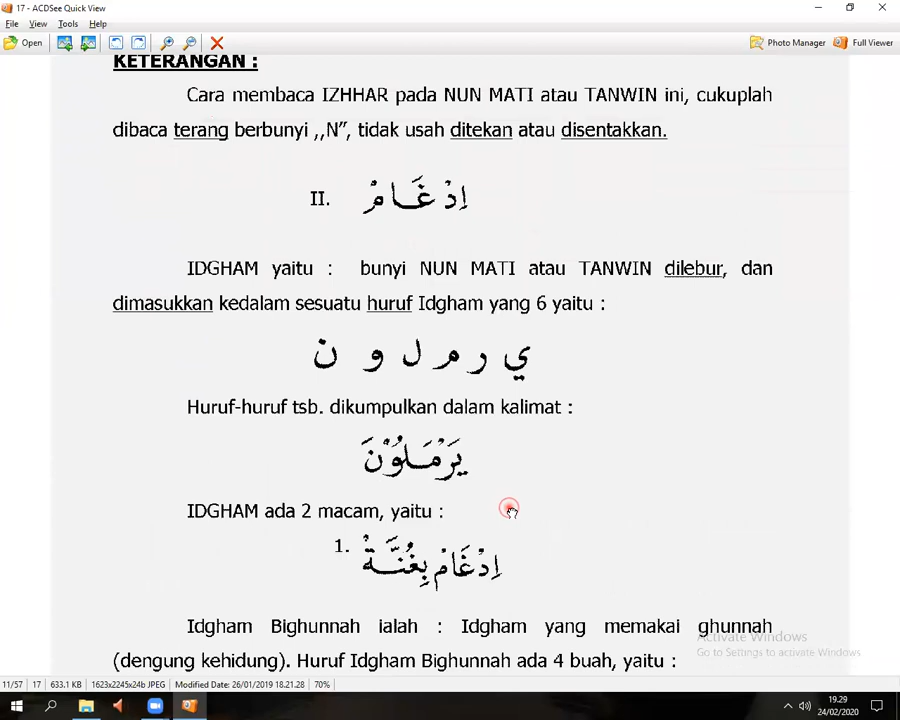 17 - ACDSee Quick View
File View Tools Help
Open
Photo Manager
Full Viewer
KETERANGAN :
Cara membaca IZHHAR pada NUN MATI atau TANWIN ini, cukuplah
dibaca terang berbunyi ,,N”, tidak usah ditekan atau disentakkan.
II. اِدْغَامْ
IDGHAM yaitu : bunyi NUN MATI atau TANWIN dilebur, dan
dimasukkan kedalam sesuatu huruf Idgham yang 6 yaitu :
ي ر م ل و ن
Huruf-huruf tsb. dikumpulkan dalam kalimat :
يَرْمَلُوْنَ
IDGHAM ada 2 macam, yaitu :
1. اِدْغَامْ بِغُنَّةْ
Idgham Bighunnah ialah : Idgham yang memakai ghunnah
(dengung kehidung). Huruf Idgham Bighunnah ada 4 buah, yaitu :
Activate Windows
Go to Settings to activate Windows.
11/57 17 633.1 KB 1623x2245x24b JPEG Modified Date: 26/01/2019 18.21.28 70%
19.29
24/02/2020